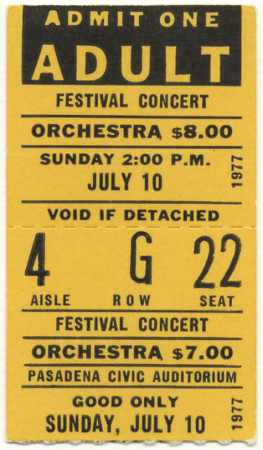 ADMIT ONE
ADULT
FESTIVAL CONCERT
ORCHESTRA $8.00
SUNDAY 2:00 P.M.
JULY 10
1977
VOID IF DETACHED
4 G 22
AISLE ROW SEAT
FESTIVAL CONCERT
ORCHESTRA $7.00
PASADENA CIVIC AUDITORIUM
GOOD ONLY
SUNDAY, JULY 10
1977